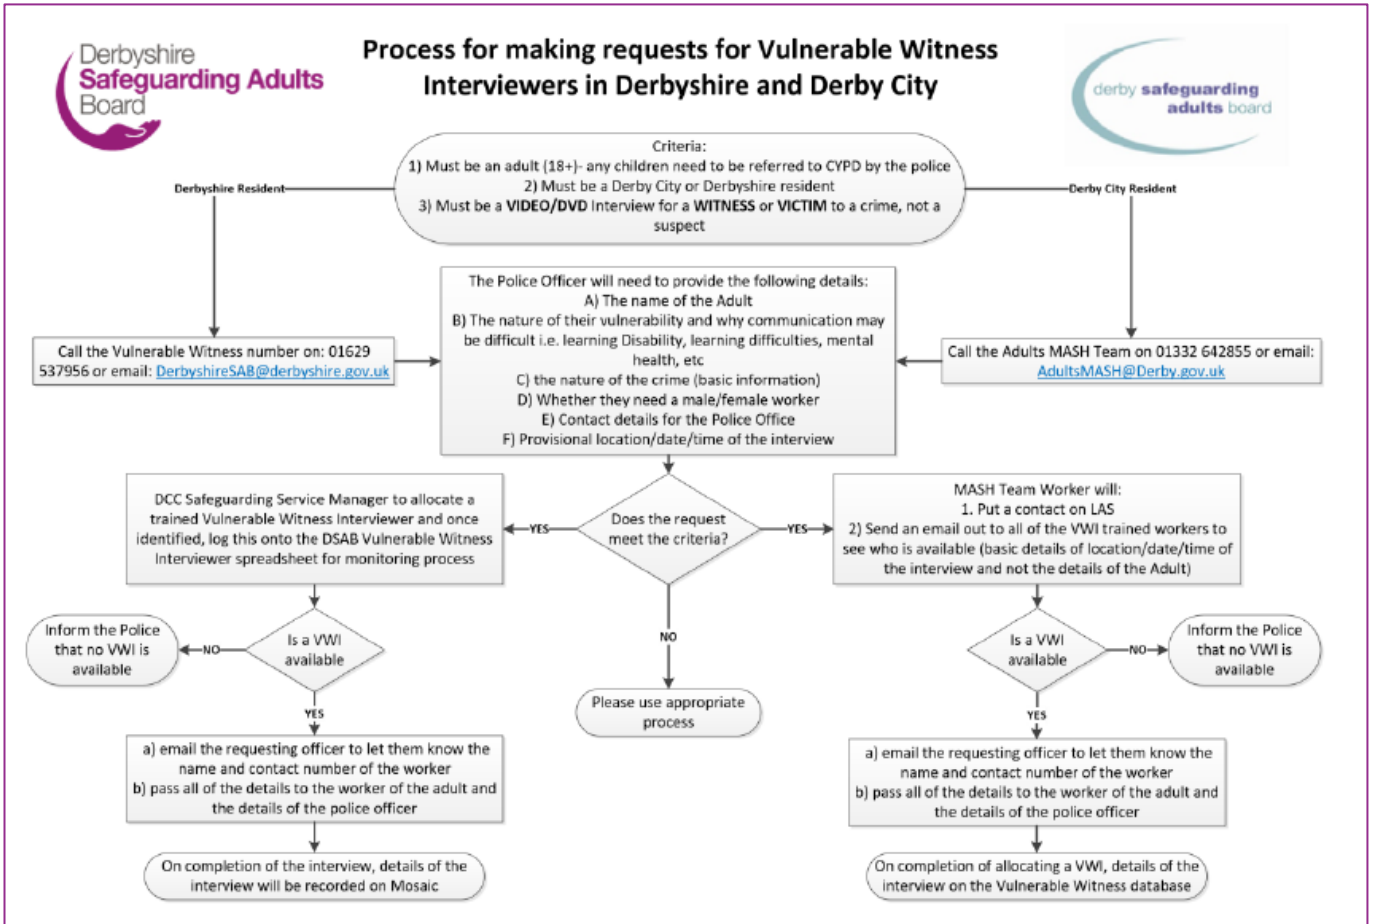 Derbyshire
Safeguarding Adults
Board
Process for making requests for Vulnerable Witness
Interviewers in Derbyshire and Derby City
derby safeguarding
adults board
Criteria:
1) Must be an adult (18+)- any children need to be referred to CYPD by the police
2) Must be a Derby City or Derbyshire resident
3) Must be a VIDEO/DVD Interview for a WITNESS or VICTIM to a crime, not a
suspect
Derbyshire Resident
Derby City Resident
Call the Vulnerable Witness number on: 01629
537956 or email: DerbyshireSAB@derbyshire.gov.uk
The Police Officer will need to provide the following details:
A) The name of the Adult
B) The nature of their vulnerability and why communication may
be difficult i.e. learning Disability, learning difficulties, mental
health, etc
C) the nature of the crime (basic information)
D) Whether they need a male/female worker
E) Contact details for the Police Office
F) Provisional location/date/time of the interview
Call the Adults MASH Team on 01332 642855 or email:
AdultsMASH@Derby.gov.uk
DCC Safeguarding Service Manager to allocate a
trained Vulnerable Witness Interviewer and once
identified, log this onto the DSAB Vulnerable Witness
Interviewer spreadsheet for monitoring process
YES
Does the request
meet the criteria?
YES
MASH Team Worker will:
1. Put a contact on LAS
2) Send an email out to all of the VWI trained workers to
see who is available (basic details of location/date/time of
the interview and not the details of the Adult)
Inform the Police
that no VWI is
available
NO
Is a VWI
available
NO
Is a VWI
available
NO
Inform the Police
that no VWI is
available
YES
Please use appropriate
process
YES
a) email the requesting officer to let them know the
name and contact number of the worker
b) pass all of the details to the worker of the adult and
the details of the police officer
a) email the requesting officer to let them know the
name and contact number of the worker
b) pass all of the details to the worker of the adult and
the details of the police officer
On completion of the interview, details of the
interview will be recorded on Mosaic
On completion of allocating a VWI, details of the
interview on the Vulnerable Witness database